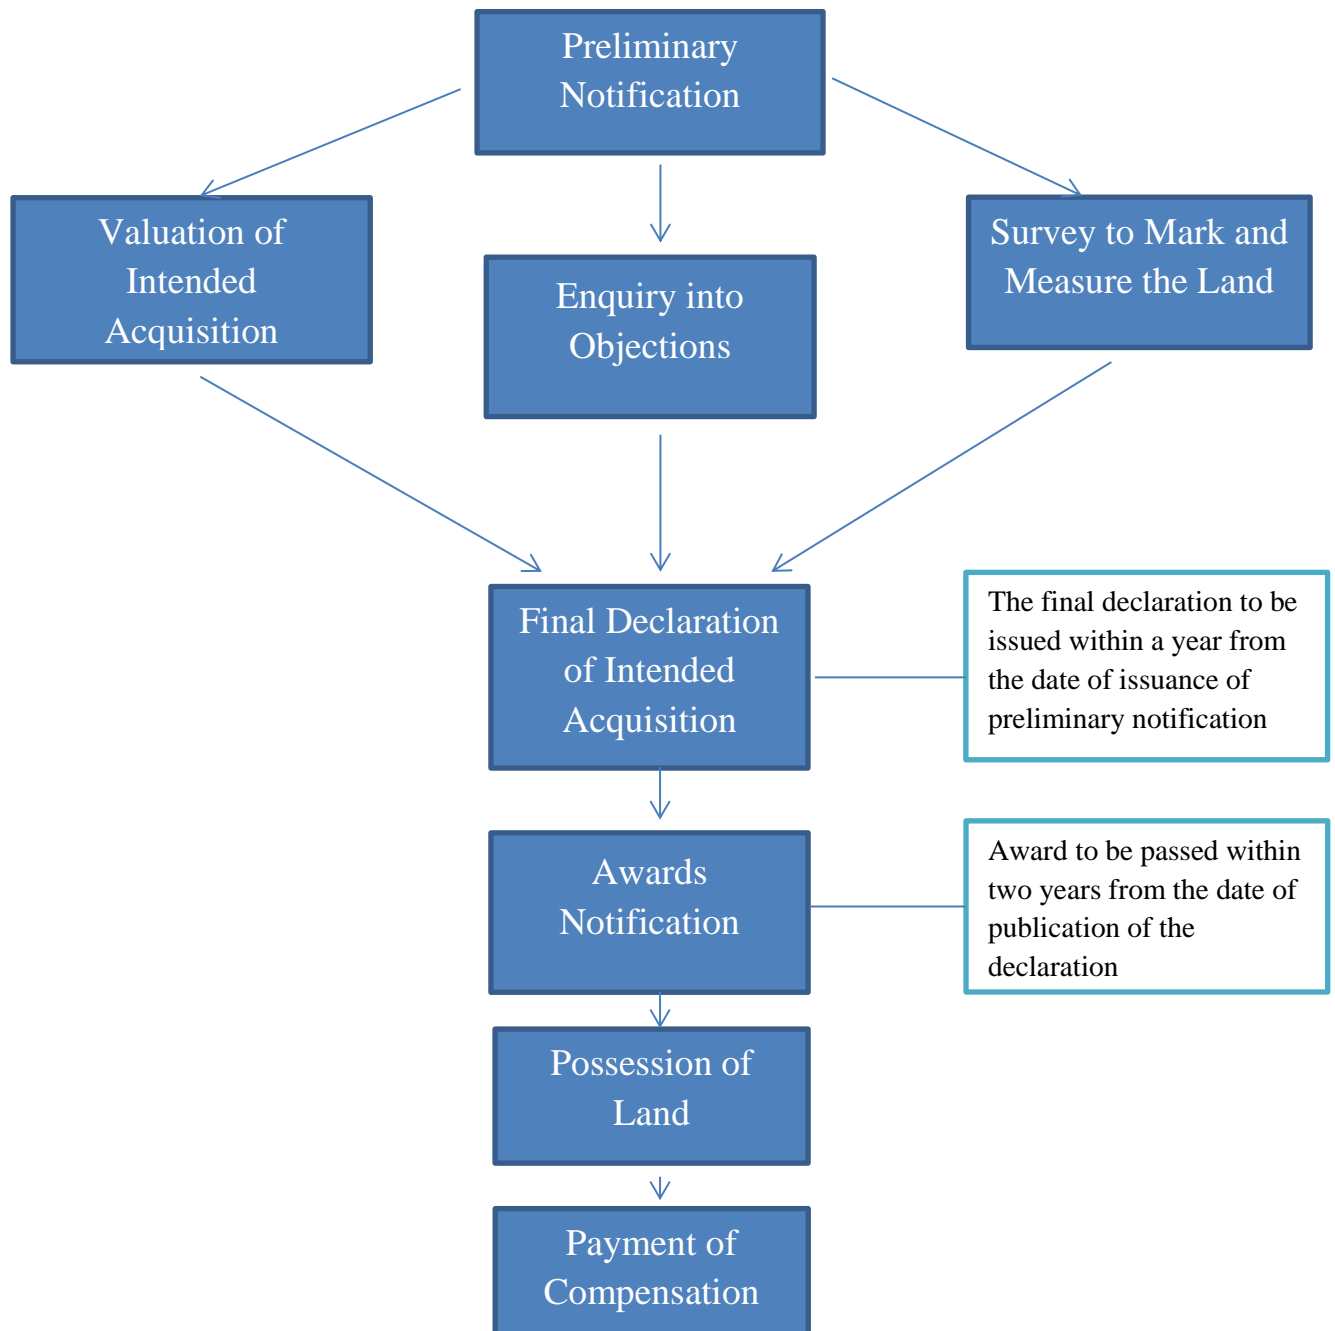 Preliminary
Notification
Valuation of
Intended
Acquisition
Enquiry into
Objections
Survey to Mark and
Measure the Land
Final Declaration
of Intended
Acquisition
The final declaration to be
issued within a year from
the date of issuance of
preliminary notification
Awards
Notification
Award to be passed within
two years from the date of
publication of the
declaration
Possession of
Land
Payment of
Compensation